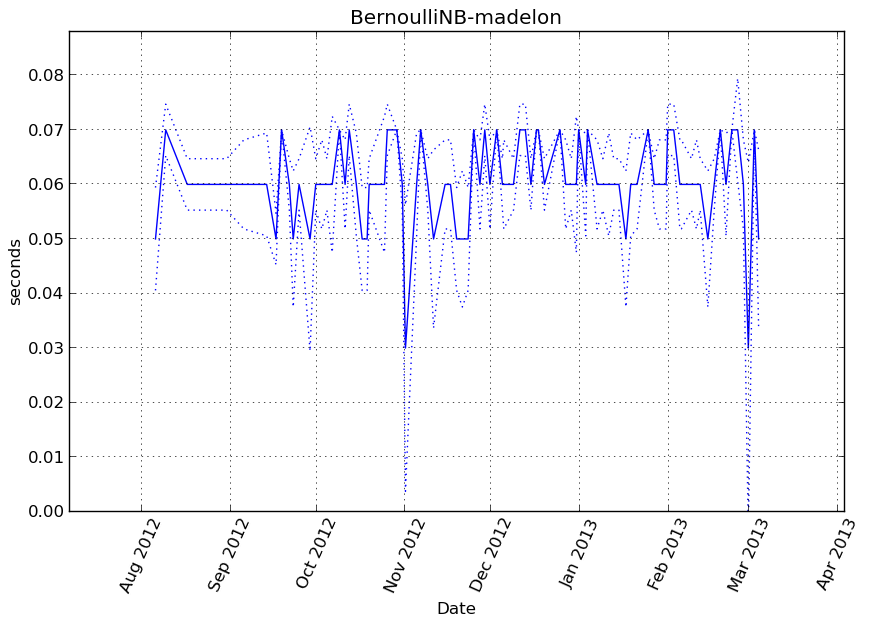 BernoulliNB-madelon
0.08
0.07
0.06
0.05
0.04
0.03
0.02
0.01
0.00
seconds
Aug 2012
Sep 2012
Oct 2012
Nov 2012
Dec 2012
Jan 2013
Feb 2013
Mar 2013
Apr 2013
Date